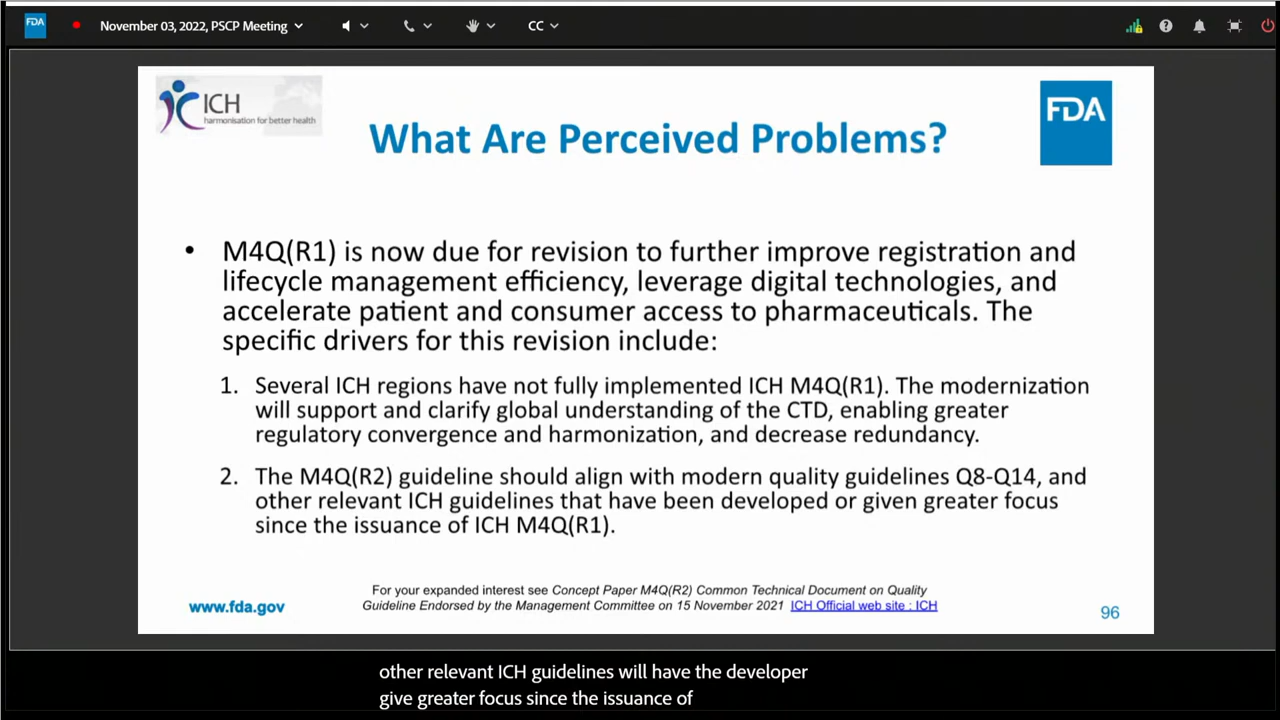 FDA
November 03, 2022, PSCP Meeting
CC
ICH
harmonisation for better health
FDA
What Are Perceived Problems?
• M4Q(R1) is now due for revision to further improve registration and
lifecycle management efficiency, leverage digital technologies, and
accelerate patient and consumer access to pharmaceuticals. The
specific drivers for this revision include:
1. Several ICH regions have not fully implemented ICH M4Q(R1). The modernization
will support and clarify global understanding of the CTD, enabling greater
regulatory convergence and harmonization, and decrease redundancy.
2. The M4Q(R2) guideline should align with modern quality guidelines Q8-Q14, and
other relevant ICH guidelines that have been developed or given greater focus
since the issuance of ICH M4Q(R1).
For your expanded interest see Concept Paper M4Q(R2) Common Technical Document on Quality
Guideline Endorsed by the Management Committee on 15 November 2021 ICH Official web site : ICH
www.fda.gov
96
other relevant ICH guidelines will have the developer
give greater focus since the issuance of